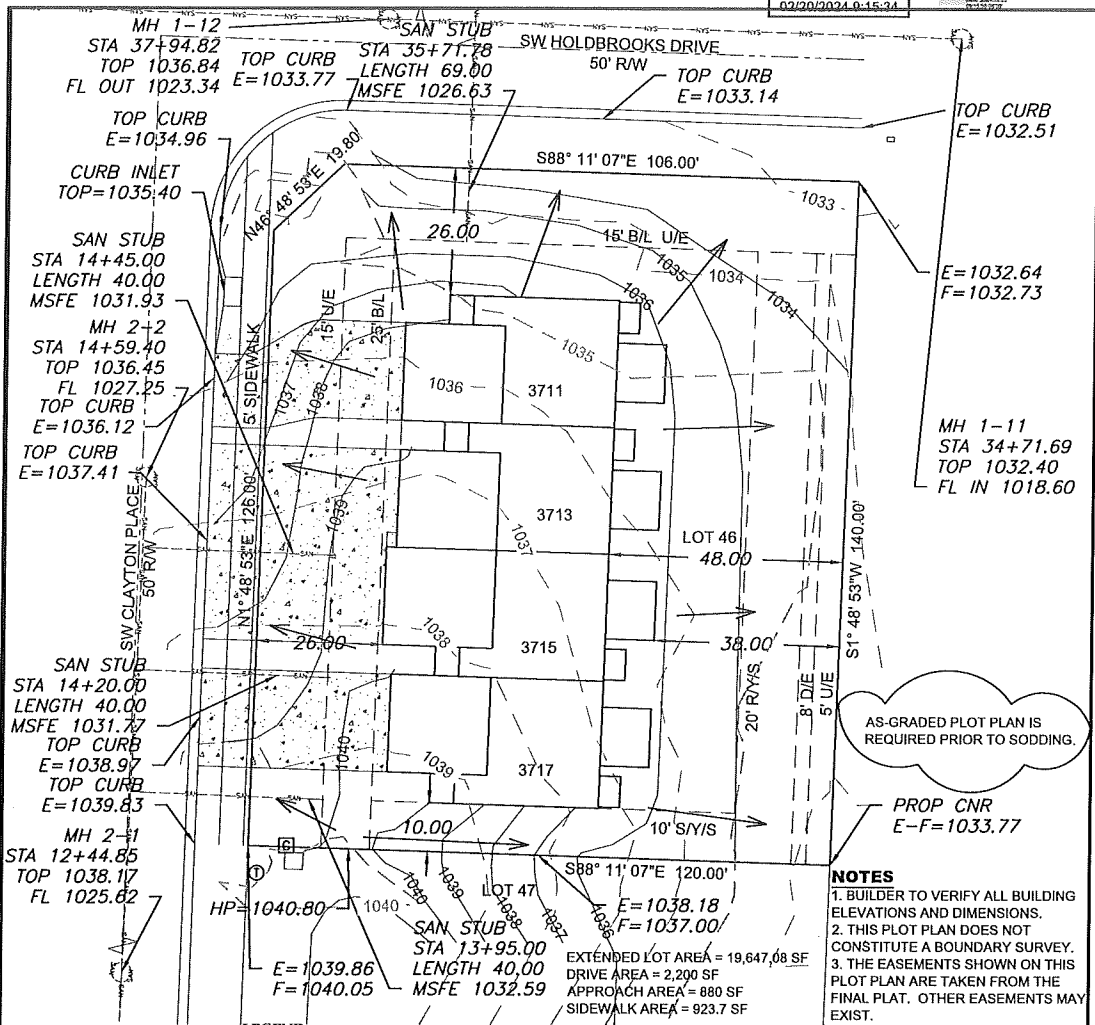 02/20/2024 9:15:34
MH 1-12
STA 37+94.82
TOP 1036.84
FL OUT 1023.34
TOP CURB
E=1033.77
SAN STUB
STA 35+71.78
LENGTH 69.00
MSFE 1026.63
SW HOLDBROOKS DRIVE
50' R/W
TOP CURB
E=1033.14
TOP CURB
E=1032.51
TOP CURB
E=1034.96
CURB INLET
TOP=1035.40
N46° 48' 53"E 19.80'
S88° 11' 07"E 106.00'
1033
26.00
15' B/L U/E
1035
1034
1034
1036
E=1032.64
F=1032.73
SAN STUB
STA 14+45.00
LENGTH 40.00
MSFE 1031.93
MH 2-2
STA 14+59.40
TOP 1036.45
FL 1027.25
TOP CURB
E=1036.12
TOP CURB
E=1037.41
5' SIDEWALK
15' U/E
25' B/L
1037
1038
1036
1035
3711
MH 1-11
STA 34+71.69
TOP 1032.40
FL IN 1018.60
SW CLAYTON PLACE
50' R/W
N1° 48' 53"E 126.00'
1039
3713
1037
LOT 46
48.00
S1° 48' 53"W 140.00'
SAN
NYS
1038
26.00
3715
38.00
20' R/Y/S
8' D/E
5' U/E
SAN STUB
STA 14+20.00
LENGTH 40.00
MSFE 1031.77
TOP CURB
E=1038.97
TOP CURB
E=1039.83
1040
1039
3717
AS-GRADED PLOT PLAN IS
REQUIRED PRIOR TO SODDING.
PROP CNR
E-F=1033.77
MH 2-1
STA 12+44.85
TOP 1038.17
FL 1025.62
10.00
10' S/Y/S
G
T
S88° 11' 07"E 120.00'
HP=1040.80
1040
1040
1039
LOT 47
1038
1037
1036
E=1038.18
F=1037.00
SAN STUB
STA 13+95.00
LENGTH 40.00
MSFE 1032.59
E=1039.86
F=1040.05
EXTENDED LOT AREA = 19,647.08 SF
DRIVE AREA = 2,200 SF
APPROACH AREA = 880 SF
SIDEWALK AREA = 923.7 SF
NOTES
1. BUILDER TO VERIFY ALL BUILDING
ELEVATIONS AND DIMENSIONS.
2. THIS PLOT PLAN DOES NOT
CONSTITUTE A BOUNDARY SURVEY.
3. THE EASEMENTS SHOWN ON THIS
PLOT PLAN ARE TAKEN FROM THE
FINAL PLAT. OTHER EASEMENTS MAY
EXIST.